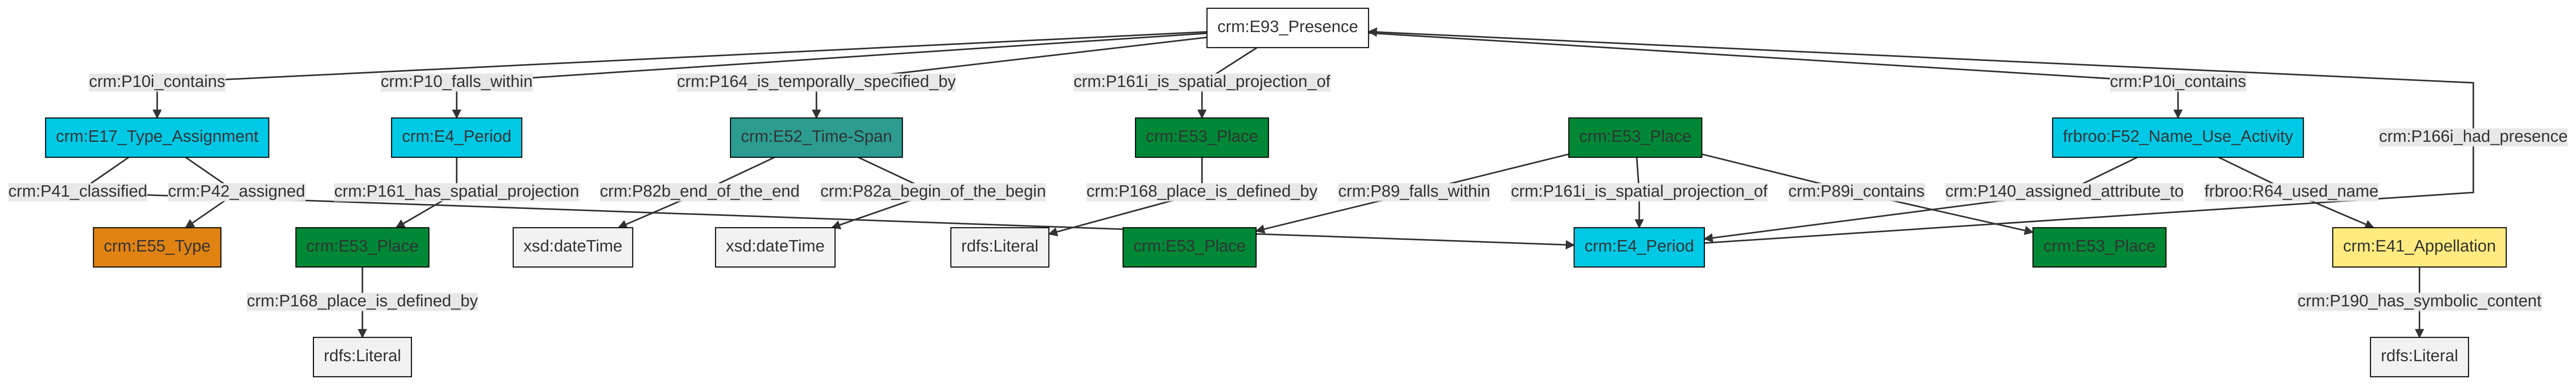 crm:E93_Presence
crm:P10i_contains
crm:P10_falls_within
crm:P164_is_temporally_specified_by
crm:P161i_is_spatial_projection_of
crm:P10i_contains
crm:E17_Type_Assignment
crm:E4_Period
crm:E52_Time-Span
crm:E53_Place
crm:E53_Place
frbroo:F52_Name_Use_Activity
crm:P166i_had_presence
crm:P41_classified
crm:P42_assigned
crm:P161_has_spatial_projection
crm:P82b_end_of_the_end
crm:P82a_begin_of_the_begin
crm:P168_place_is_defined_by
crm:P89_falls_within
crm:P161i_is_spatial_projection_of
crm:P89i_contains
crm:P140_assigned_attribute_to
frbroo:R64_used_name
crm:E55_Type
crm:E53_Place
xsd:dateTime
xsd:dateTime
rdfs:Literal
crm:E53_Place
crm:E4_Period
crm:E53_Place
crm:E41_Appellation
crm:P168_place_is_defined_by
crm:P190_has_symbolic_content
rdfs:Literal
rdfs:Literal